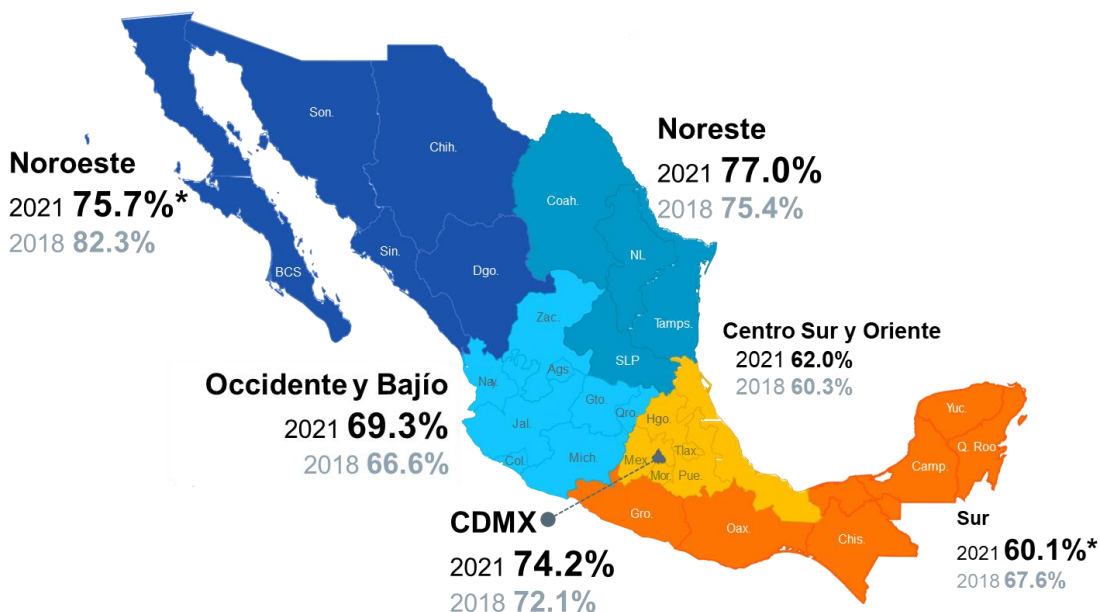 Noroeste
2021 75.7%*
2018 82.3%
Noreste
2021 77.0%
2018 75.4%
Centro Sur y Oriente
2021 62.0%
2018 60.3%
Occidente y Bajío
2021 69.3%
2018 66.6%
CDMX
2021 74.2%
2018 72.1%
Sur
2021 60.1%*
2018 67.6%
Son.
Chih.
Coah.
BCS
Sin.
Dgo.
NL
Tamps.
SLP
Zac.
Nay.
Ags.
Jal.
Gto.
Qro.
Col.
Mich.
Hgo.
Mex.
Tlax.
Mor.
Pue.
Gro.
Oax.
Chis.
Camp.
Yuc.
Q. Roo